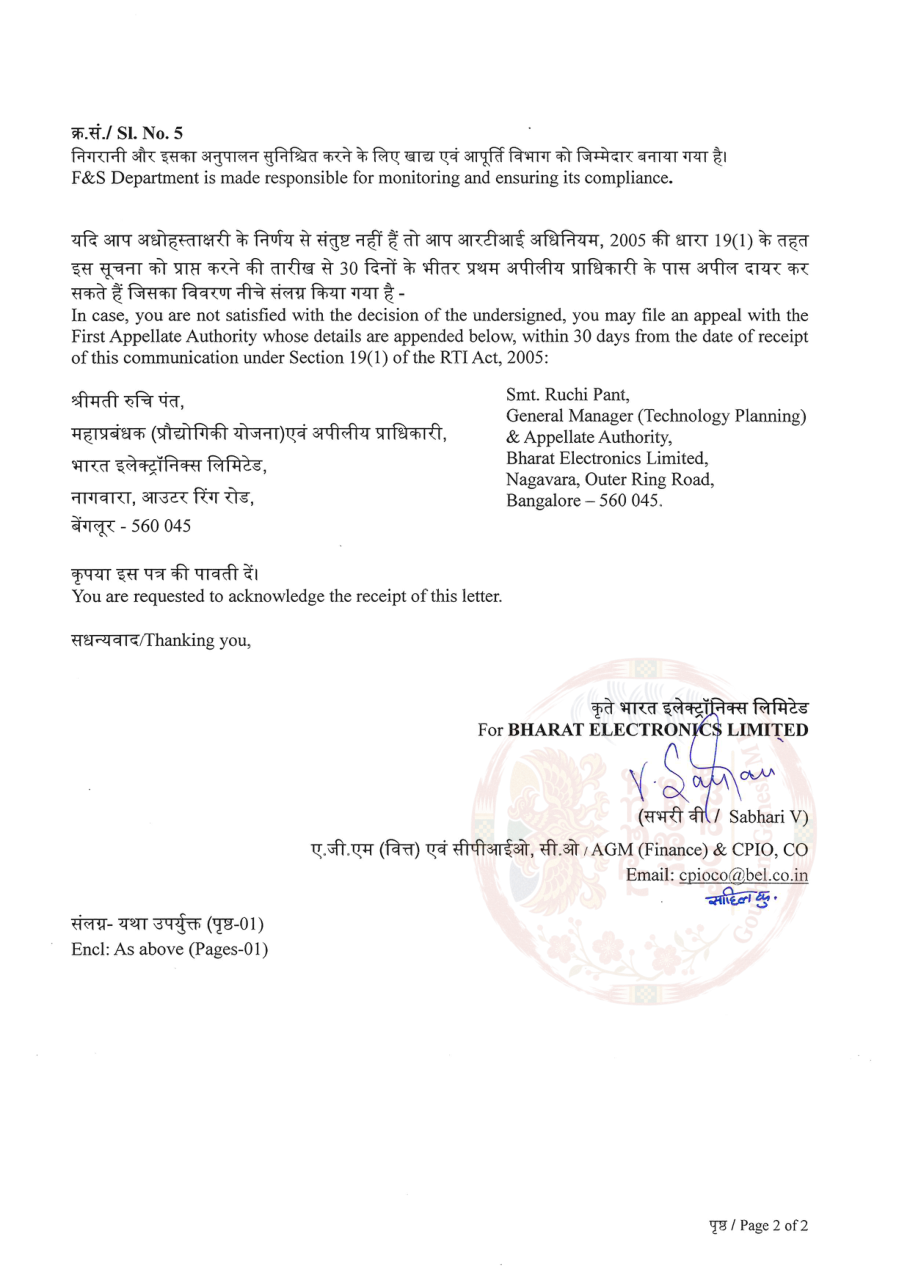 क्र.सं./ Sl. No. 5
निगरानी और इसका अनुपालन सुनिश्चित करने के लिए खाद्य एवं आपूर्ति विभाग को जिम्मेदार बनाया गया है।
F&S Department is made responsible for monitoring and ensuring its compliance.
यदि आप अधोहस्ताक्षरी के निर्णय से संतुष्ट नहीं हैं तो आप आरटीआई अधिनियम, 2005 की धारा 19(1) के तहत
इस सूचना को प्राप्त करने की तारीख से 30 दिनों के भीतर प्रथम अपीलीय प्राधिकारी के पास अपील दायर कर
सकते हैं जिसका विवरण नीचे संलग्न किया गया है -
In case, you are not satisfied with the decision of the undersigned, you may file an appeal with the
First Appellate Authority whose details are appended below, within 30 days from the date of receipt
of this communication under Section 19(1) of the RTI Act, 2005:
श्रीमती रुचि पंत,
महाप्रबंधक (प्रौद्योगिकी योजना)एवं अपीलीय प्राधिकारी,
भारत इलेक्ट्रॉनिक्स लिमिटेड,
नागवारा, आउटर रिंग रोड,
बेंगलूर - 560 045
Smt. Ruchi Pant,
General Manager (Technology Planning)
& Appellate Authority,
Bharat Electronics Limited,
Nagavara, Outer Ring Road,
Bangalore – 560 045.
कृपया इस पत्र की पावती दें।
You are requested to acknowledge the receipt of this letter.
सधन्यवाद/Thanking you,
कृते भारत इलेक्ट्रॉनिक्स लिमिटेड
For BHARAT ELECTRONICS LIMITED
(सभरी वी / Sabhari V)
ए.जी.एम (वित्त) एवं सीपीआईओ, सी.ओ / AGM (Finance) & CPIO, CO
Email: cpioco@bel.co.in
संलग्न- यथा उपर्युक्त (पृष्ठ-01)
Encl: As above (Pages-01)
पृष्ठ / Page 2 of 2